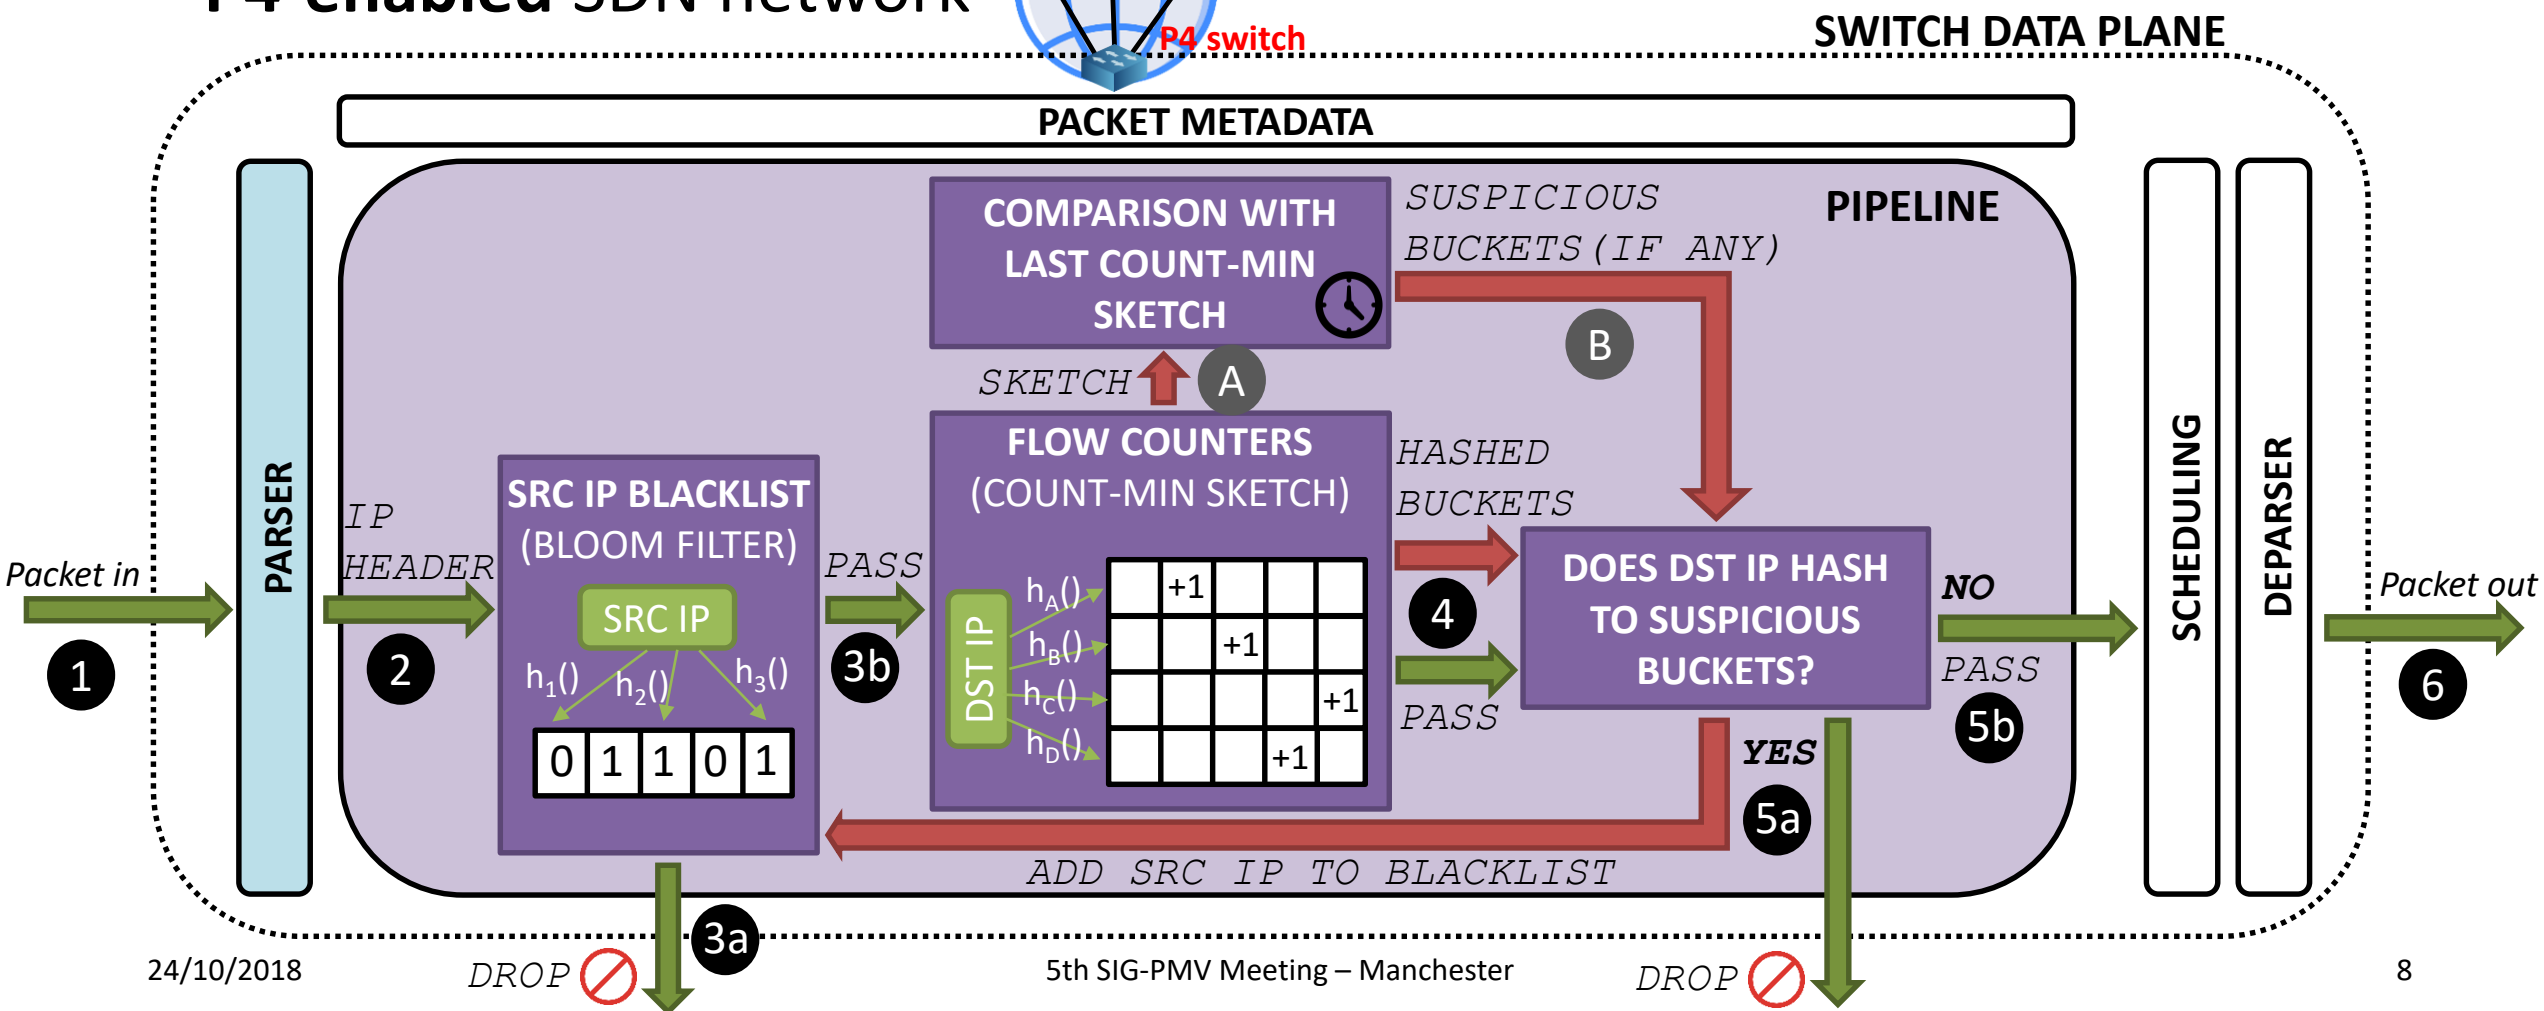 P4-enabled SDN network
P4 switch
SWITCH DATA PLANE
PACKET METADATA
PIPELINE
COMPARISON WITH
LAST COUNT-MIN
SKETCH
SUSPICIOUS
BUCKETS (IF ANY)
B
SKETCH
A
FLOW COUNTERS
(COUNT-MIN SKETCH)
DST IP
hA()
hB()
hC()
hD()
+1
+1
+1
+1
HASHED
BUCKETS
4
PASS
Packet in
1
PARSER
IP
HEADER
2
SRC IP BLACKLIST
(BLOOM FILTER)
SRC IP
h1()
h2()
h3()
0 1 1 0 1
PASS
3b
DOES DST IP HASH
TO SUSPICIOUS
BUCKETS?
NO
PASS
5b
YES
5a
ADD SRC IP TO BLACKLIST
SCHEDULING
DEPARSER
Packet out
6
3a
DROP
DROP
24/10/2018
5th SIG-PMV Meeting – Manchester
8